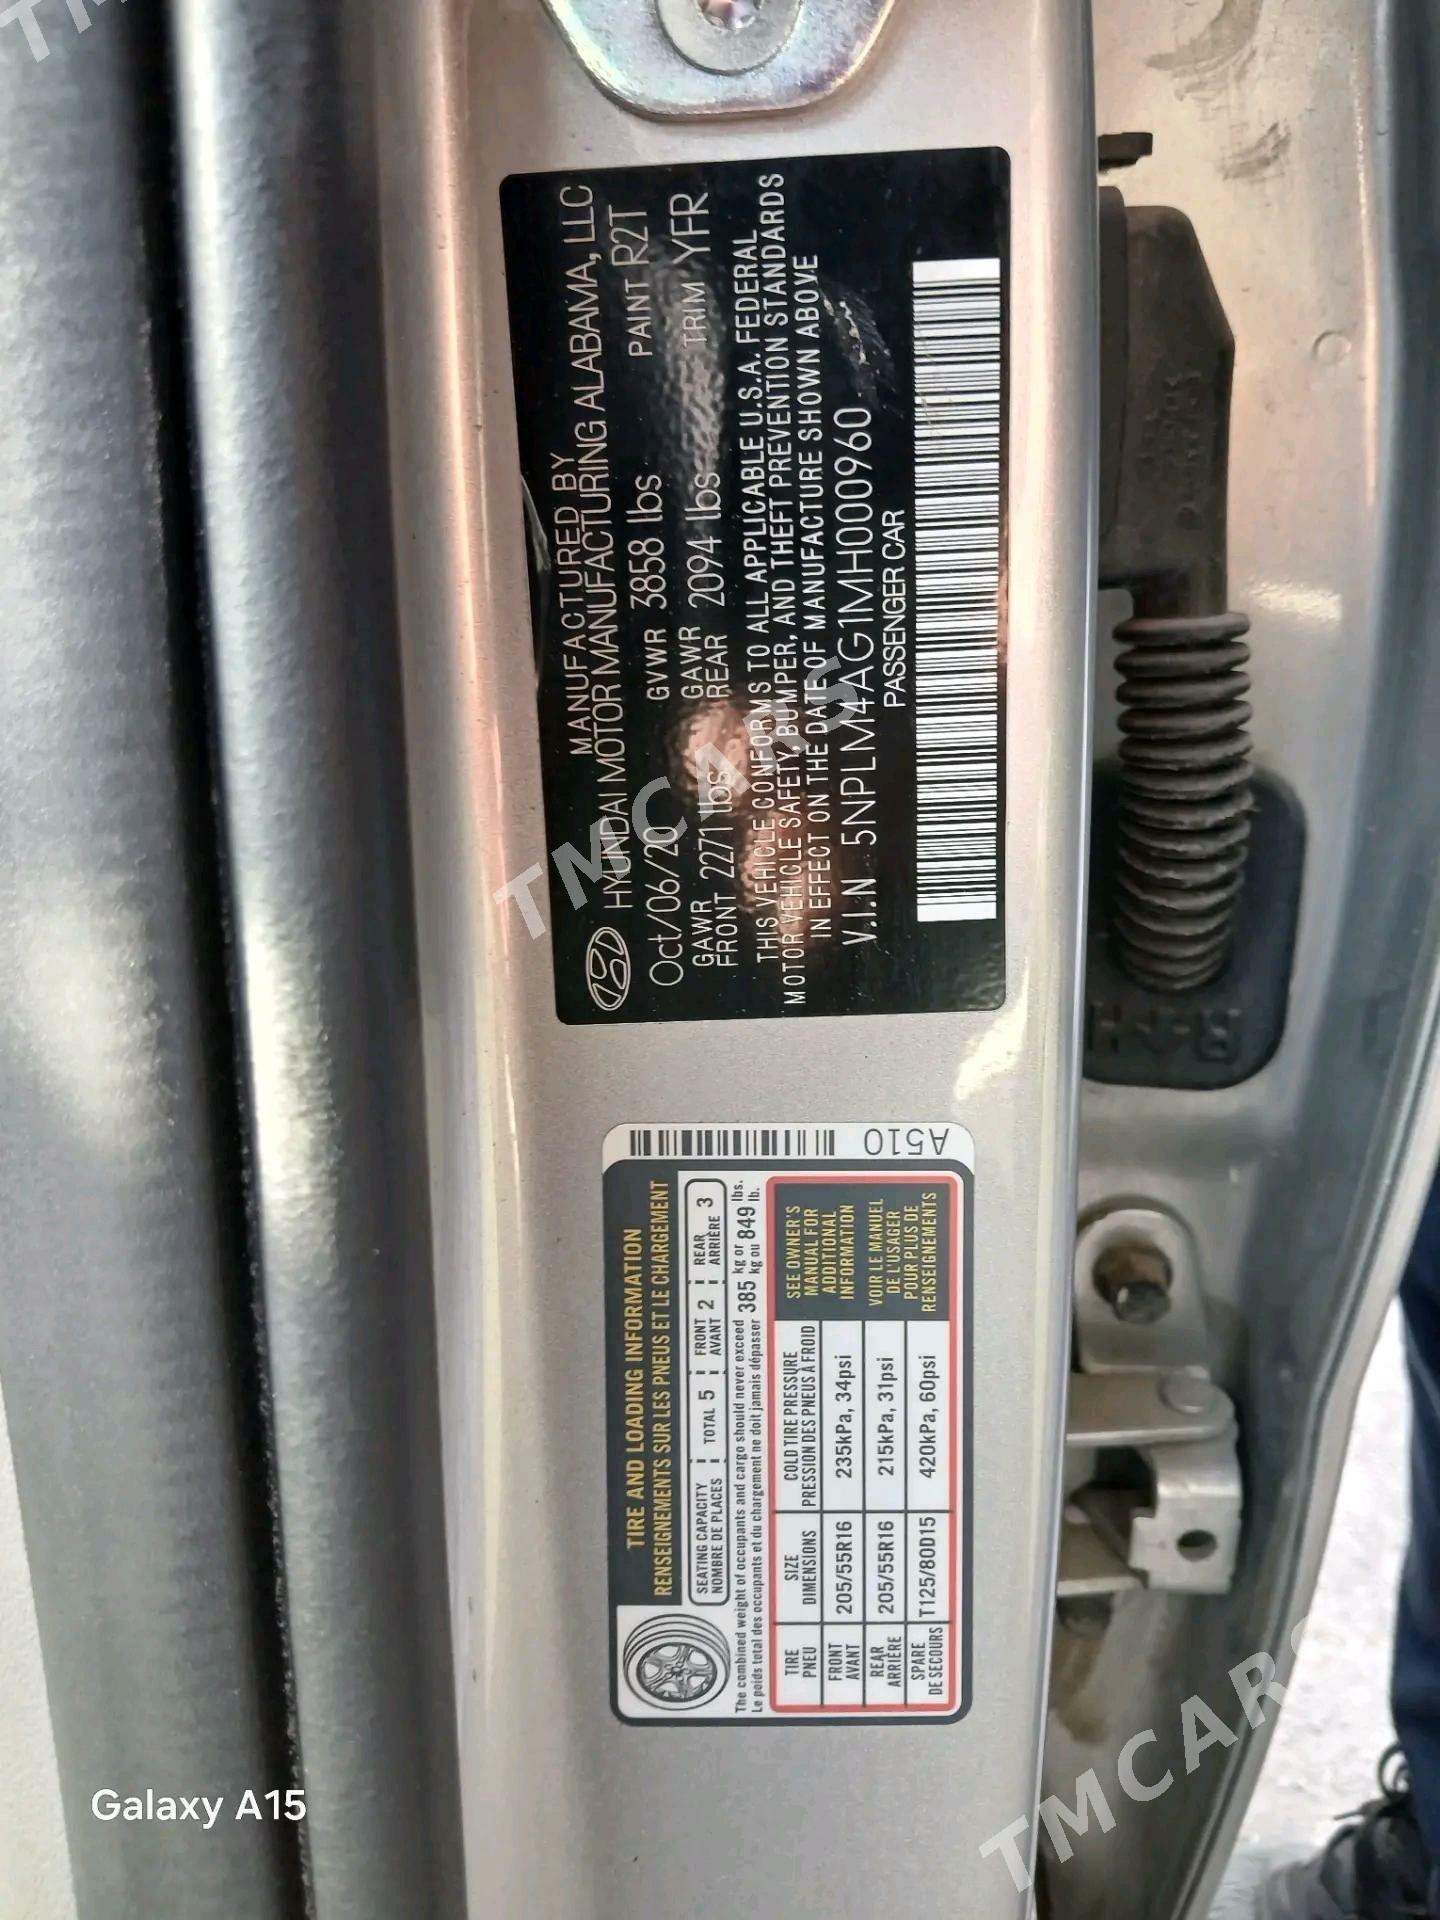 MANUFACTURED BY
HYUNDAI MOTOR MANUFACTURING ALABAMA, LLC
Oct/06/20 GVWR 3858 lbs PAINT R2T
GAWR FRONT 2271 lbs GAWR REAR 2094 lbs TRIM YFR
THIS VEHICLE CONFORMS TO ALL APPLICABLE U.S.A. FEDERAL
MOTOR VEHICLE SAFETY, BUMPER, AND THEFT PREVENTION STANDARDS
IN EFFECT ON THE DATE OF MANUFACTURE SHOWN ABOVE
V.I.N 5NPLM4AG1MH000960
PASSENGER CAR
TIRE AND LOADING INFORMATION
RENSEIGNEMENTS SUR LES PNEUS ET LE CHARGEMENT
SEATING CAPACITY TOTAL 5 FRONT 2 REAR 3
NOMBRE DE PLACES AVANT ARRIÈRE
The combined weight of occupants and cargo should never exceed 385 kg or 849 lbs.
Le poids total des occupants et du chargement ne doit jamais dépasser kg ou lb.
TIRE SIZE COLD TIRE PRESSURE
PNEU DIMENSIONS PRESSION DES PNEUS À FROID
FRONT AVANT 205/55R16 235kPa, 34psi
REAR ARRIÈRE 205/55R16 215kPa, 31psi
SPARE DE SECOURS T125/80D15 420kPa, 60psi
SEE OWNER'S
MANUAL FOR
ADDITIONAL
INFORMATION
VOIR LE MANUEL
DE L'USAGER
POUR PLUS DE
RENSEIGNEMENTS
A510
R-H
TMCARS
TMCARS
Galaxy A15